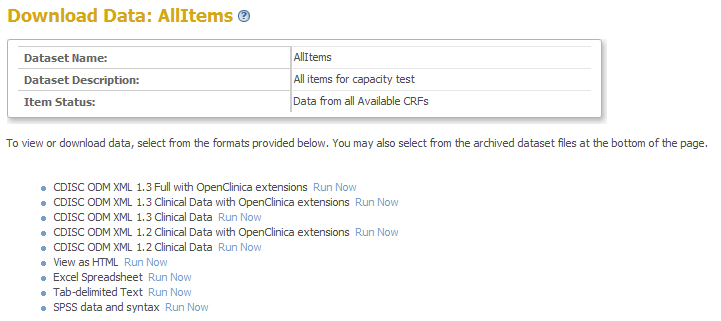 Download Data: AllItems ?
Dataset Name: AllItems
Dataset Description: All items for capacity test
Item Status: Data from all Available CRFs
To view or download data, select from the formats provided below. You may also select from the archived dataset files at the bottom of the page.
CDISC ODM XML 1.3 Full with OpenClinica extensions Run Now
CDISC ODM XML 1.3 Clinical Data with OpenClinica extensions Run Now
CDISC ODM XML 1.3 Clinical Data Run Now
CDISC ODM XML 1.2 Clinical Data with OpenClinica extensions Run Now
CDISC ODM XML 1.2 Clinical Data Run Now
View as HTML Run Now
Excel Spreadsheet Run Now
Tab-delimited Text Run Now
SPSS data and syntax Run Now